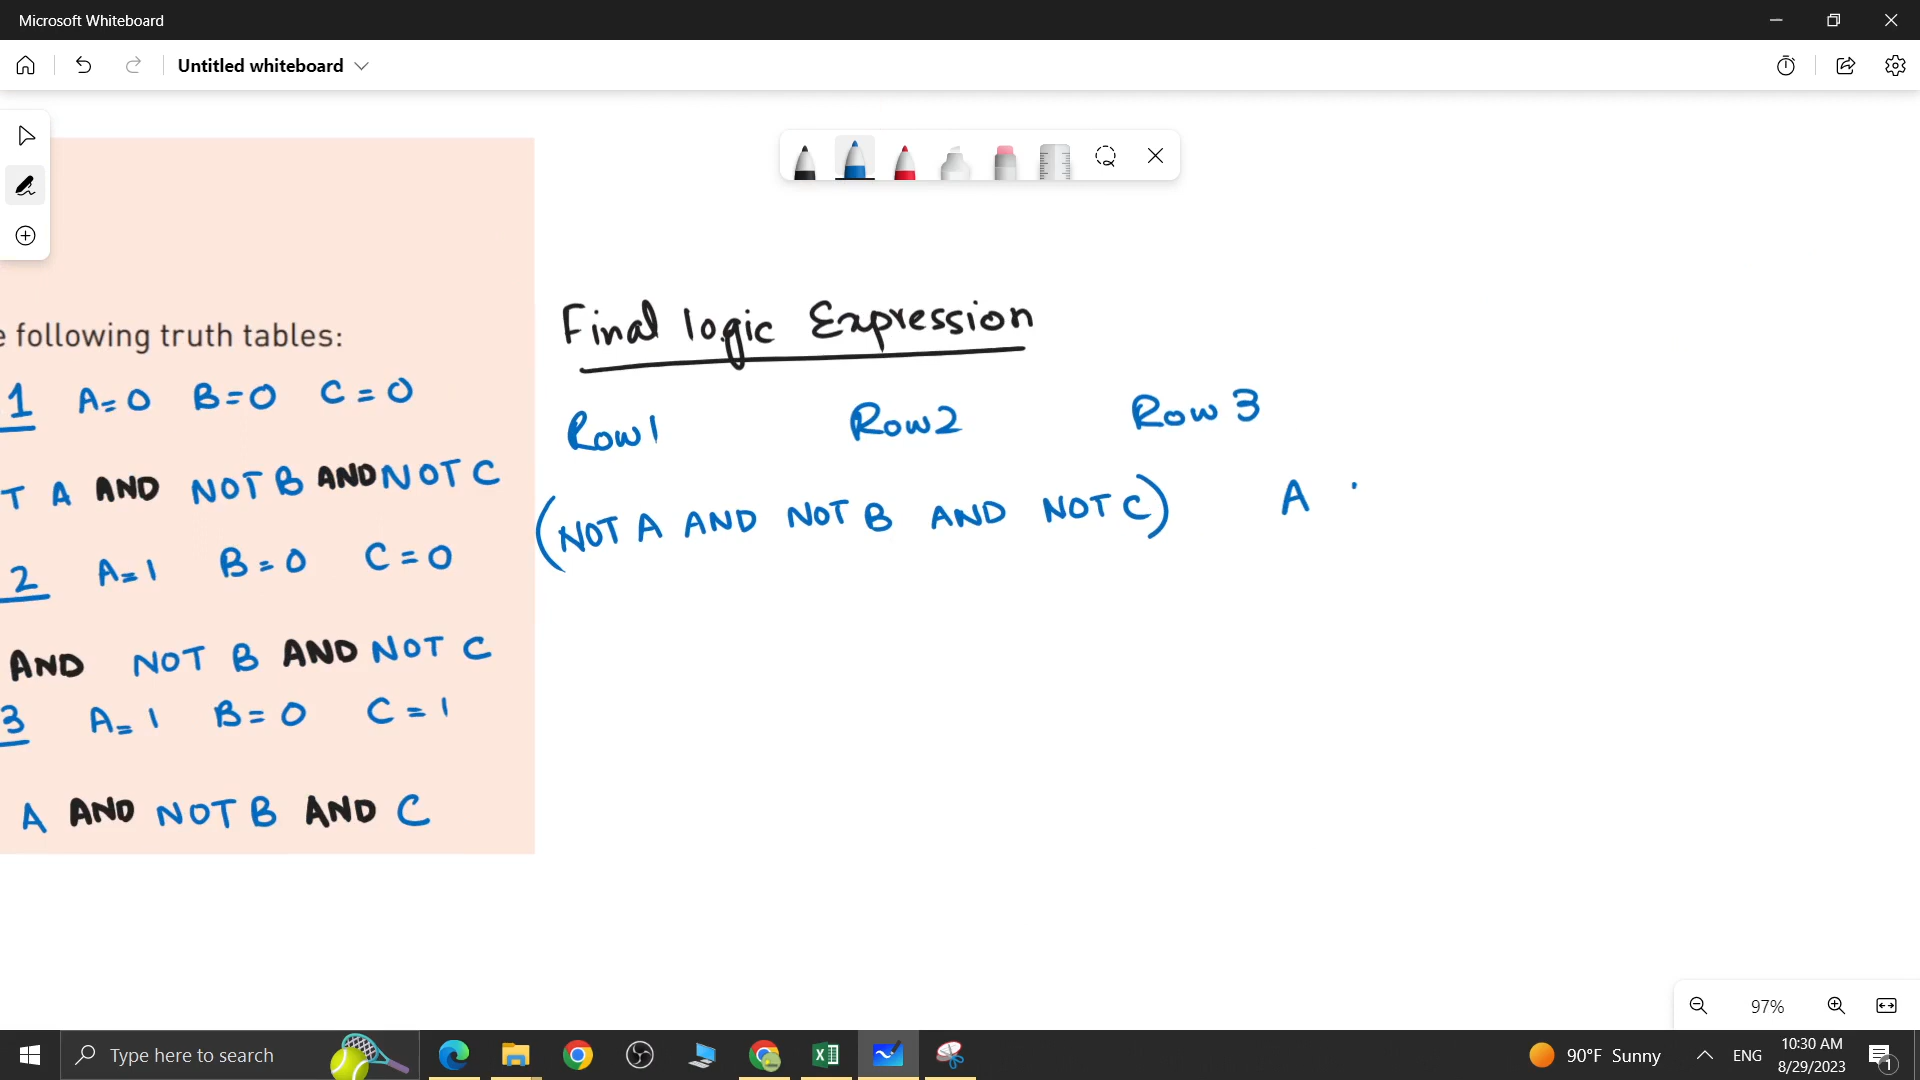 Microsoft Whiteboard
Untitled whiteboard
e following truth tables:
1 A=0 B=0 C=0
T A AND NOT B AND NOT C
2 A=1 B=0 C=0
AND NOT B AND NOT C
3 A=1 B=0 C=1
A AND NOT B AND C
Final logic Expression
Row1 Row2 Row 3
(NOT A AND NOT B AND NOT C) A
97%
Type here to search
90°F Sunny
ENG
10:30 AM
8/29/2023
1